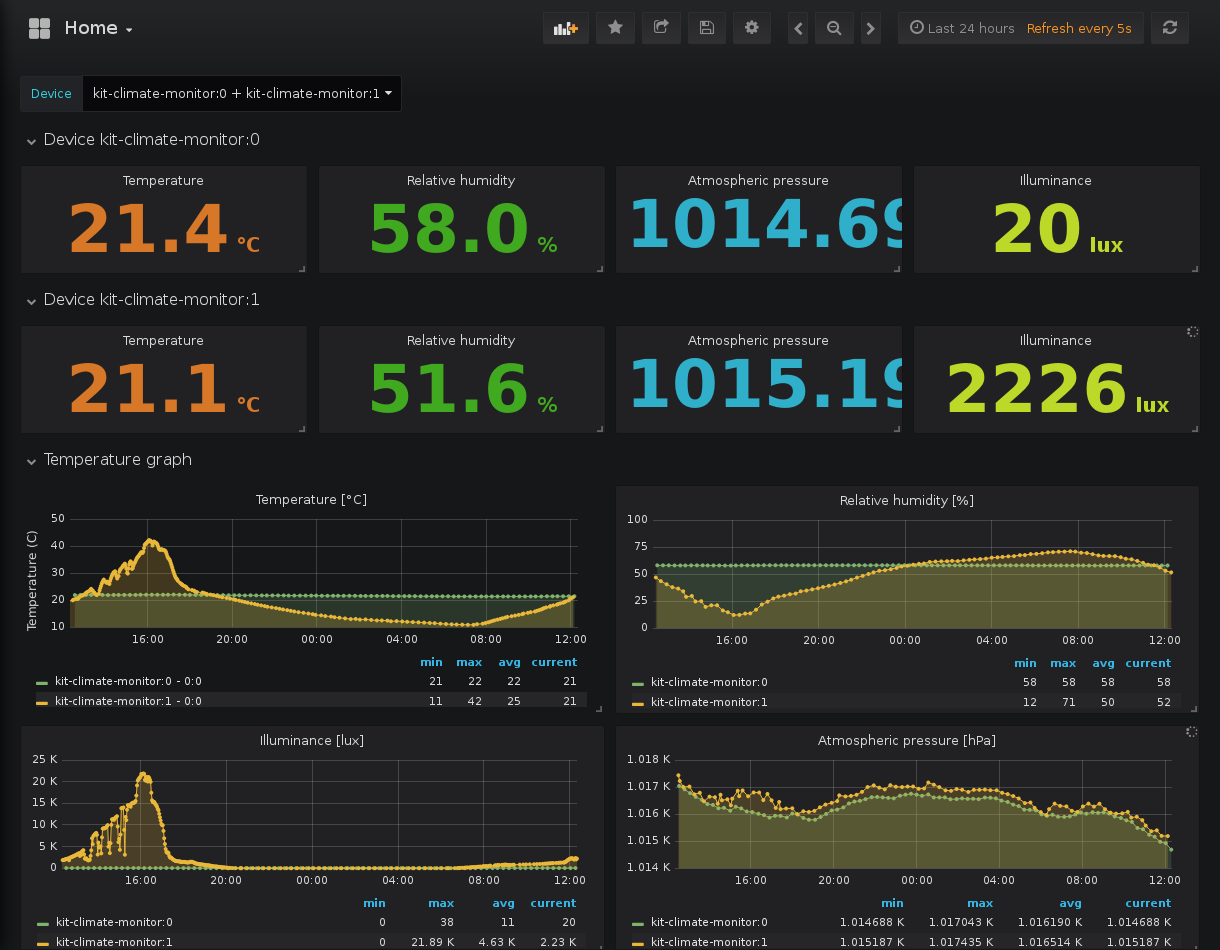 Home
Last 24 hours Refresh every 5s
Device kit-climate-monitor:0 + kit-climate-monitor:1
Device kit-climate-monitor:0
Temperature Relative humidity Atmospheric pressure Illuminance
21.4 °C 58.0 % 1014.69 20 lux
Device kit-climate-monitor:1
Temperature Relative humidity Atmospheric pressure Illuminance
21.1 °C 51.6 % 1015.19 2226 lux
Temperature graph
Temperature [°C]
Temperature (C)
50
40
30
20
10
16:00 20:00 00:00 04:00 08:00 12:00
min max avg current
kit-climate-monitor:0 - 0:0 21 22 22 21
kit-climate-monitor:1 - 0:0 11 42 25 21
Relative humidity [%]
100
75
50
25
0
16:00 20:00 00:00 04:00 08:00 12:00
min max avg current
kit-climate-monitor:0 58 58 58 58
kit-climate-monitor:1 12 71 50 52
Illuminance [lux]
25 K
20 K
15 K
10 K
5 K
0
16:00 20:00 00:00 04:00 08:00 12:00
min max avg current
kit-climate-monitor:0 0 38 11 20
kit-climate-monitor:1 0 21.89 K 4.63 K 2.23 K
Atmospheric pressure [hPa]
1.018 K
1.017 K
1.016 K
1.015 K
1.014 K
16:00 20:00 00:00 04:00 08:00 12:00
min max avg current
kit-climate-monitor:0 1.014688 K 1.017043 K 1.016190 K 1.014688 K
kit-climate-monitor:1 1.015187 K 1.017435 K 1.016514 K 1.015187 K